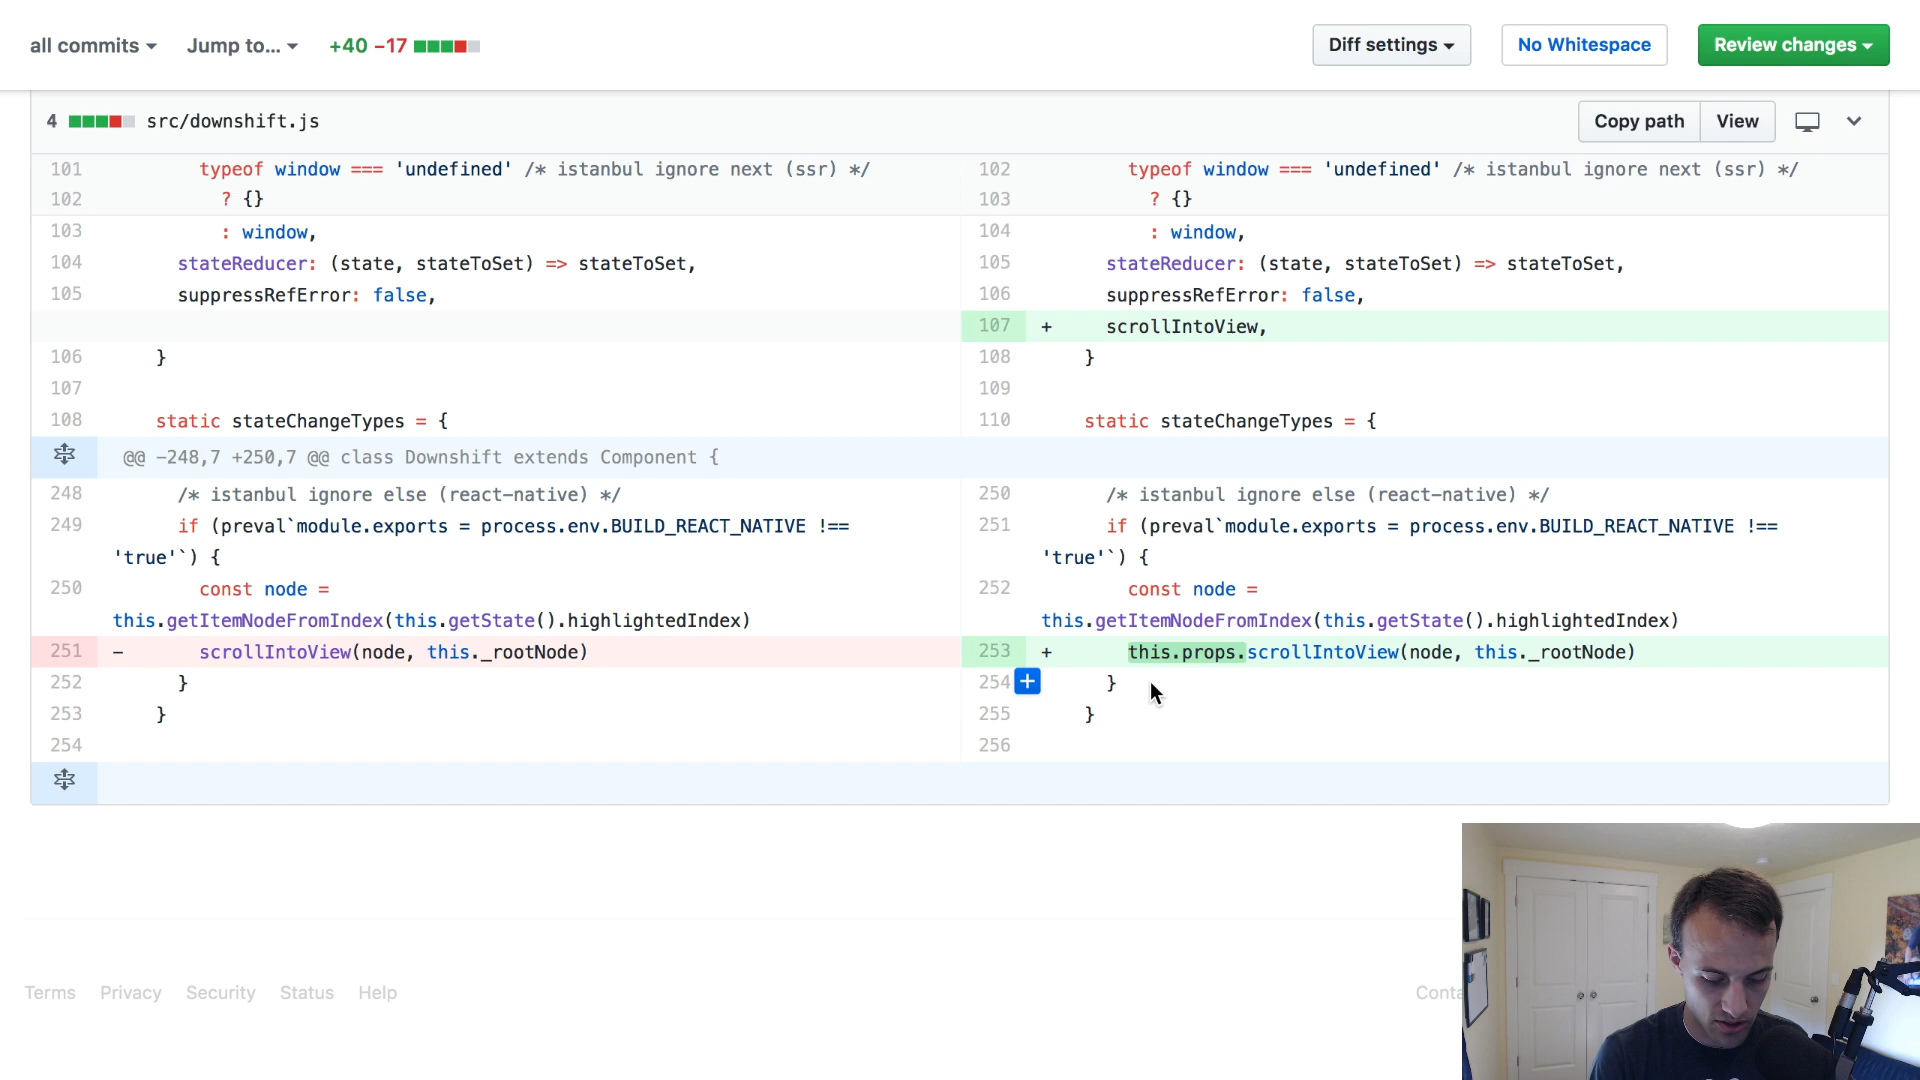 all commits Jump to... +40 −17 Diff settings No Whitespace Review changes
4 src/downshift.js Copy path View
101 typeof window === 'undefined' /* istanbul ignore next (ssr) */
102 ? {}
103 : window,
104 stateReducer: (state, stateToSet) => stateToSet,
105 suppressRefError: false,
106 }
107
108 static stateChangeTypes = {
@@ -248,7 +250,7 @@ class Downshift extends Component {
248 /* istanbul ignore else (react-native) */
249 if (preval`module.exports = process.env.BUILD_REACT_NATIVE !==
'true'`) {
250 const node =
this.getItemNodeFromIndex(this.getState().highlightedIndex)
251 - scrollIntoView(node, this._rootNode)
252 }
253 }
254
102 typeof window === 'undefined' /* istanbul ignore next (ssr) */
103 ? {}
104 : window,
105 stateReducer: (state, stateToSet) => stateToSet,
106 suppressRefError: false,
107 + scrollIntoView,
108 }
109
110 static stateChangeTypes = {
250 /* istanbul ignore else (react-native) */
251 if (preval`module.exports = process.env.BUILD_REACT_NATIVE !==
'true'`) {
252 const node =
this.getItemNodeFromIndex(this.getState().highlightedIndex)
253 + this.props.scrollIntoView(node, this._rootNode)
254 }
255 }
256
Terms Privacy Security Status Help